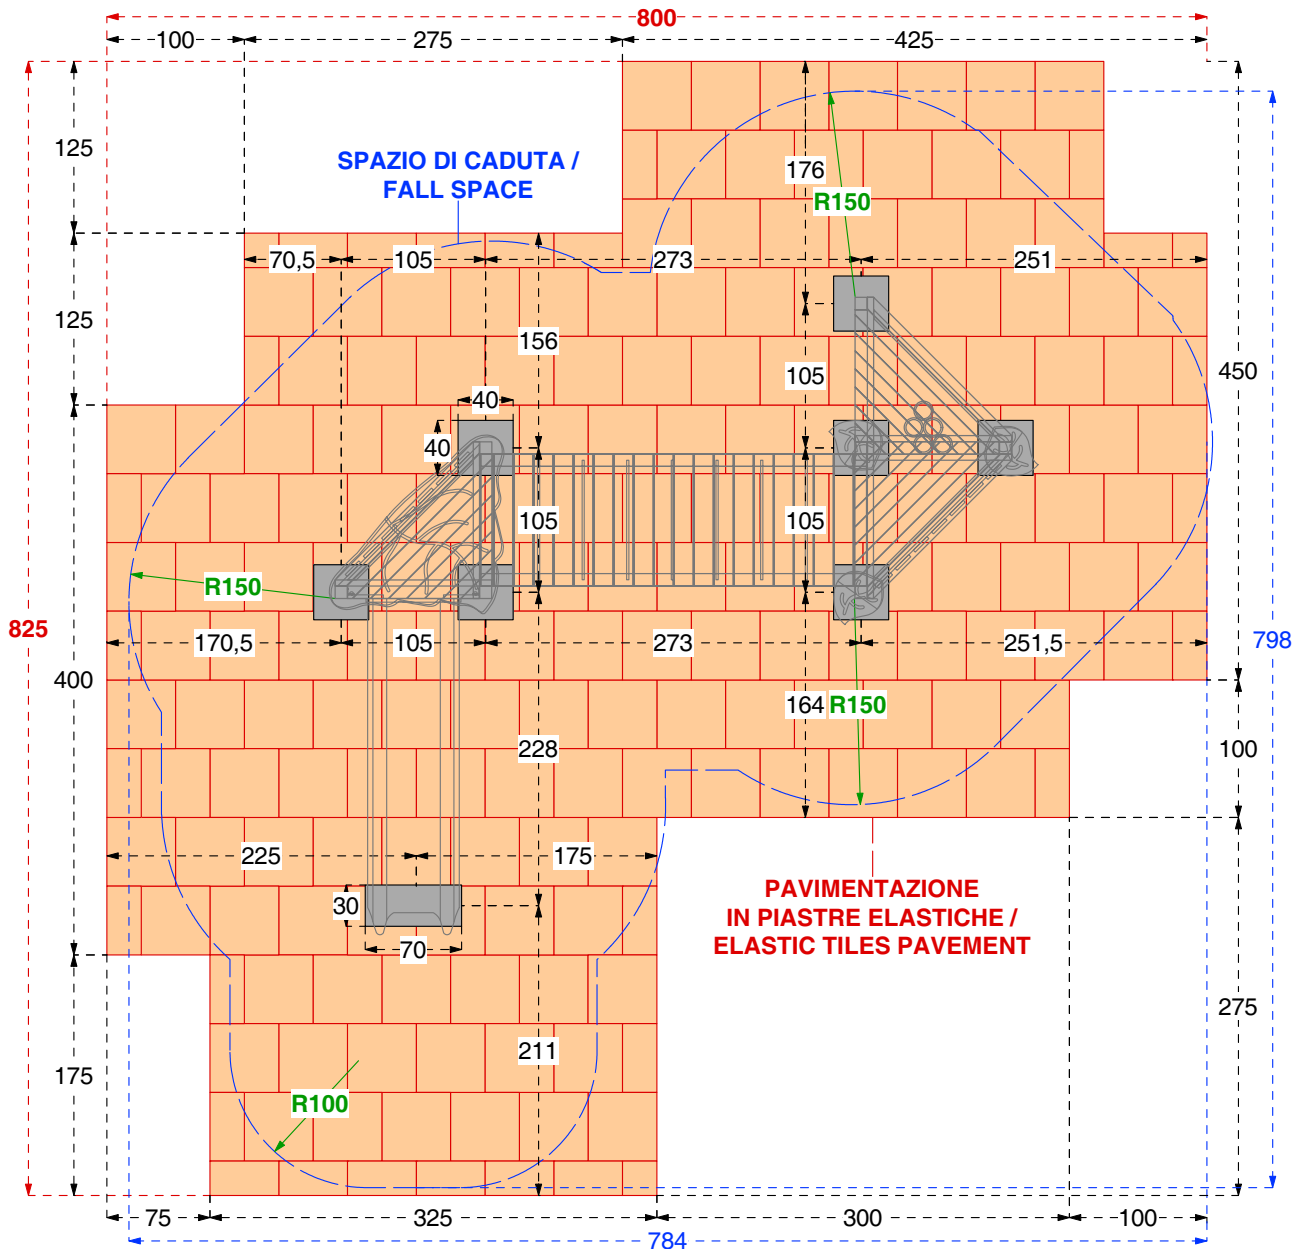 800
100 275 425
125
176
SPAZIO DI CADUTA /
FALL SPACE
R150
70,5 105 273 251
125
156
105
450
40
40
105 105
R150
825
170,5 105 273 251,5
798
400
164 R150
228
100
225 175
PAVIMENTAZIONE
IN PIASTRE ELASTICHE /
ELASTIC TILES PAVEMENT
30
70
275
211
175
R100
75 325 300 100
784